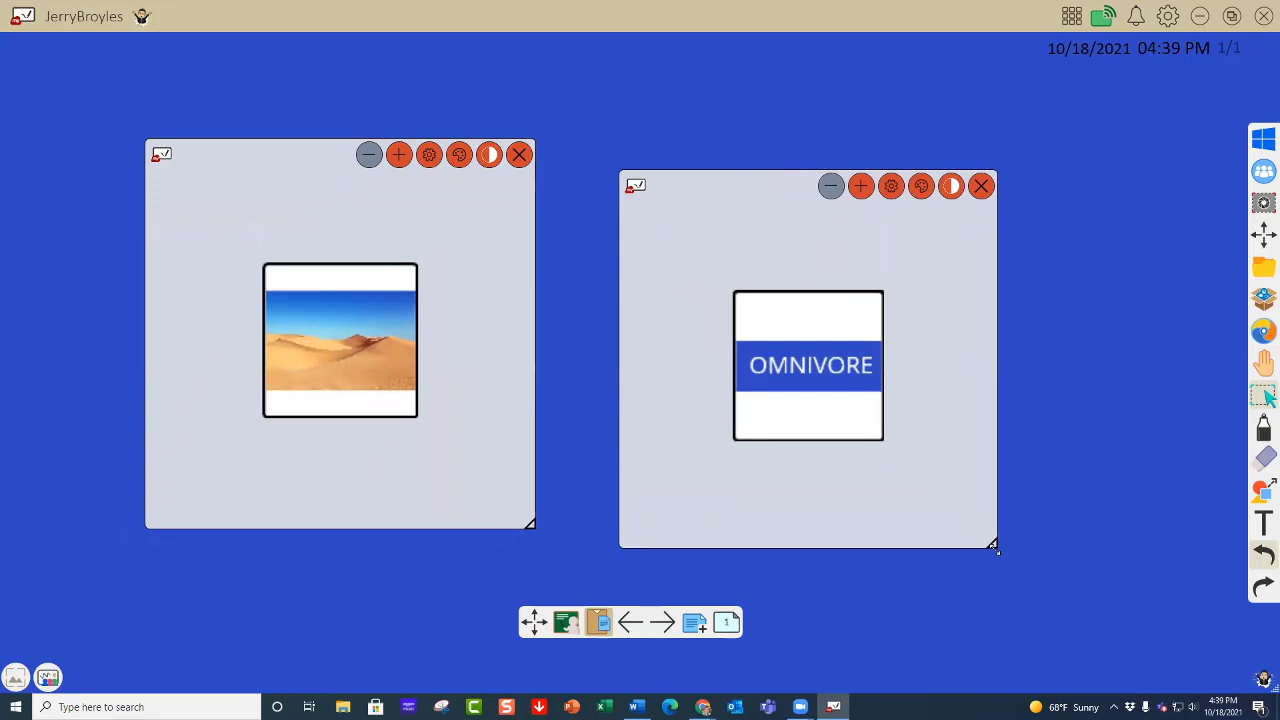 JerryBroyles
10/18/2021 04:39 PM 1/1
OMNIVORE
1
Type here to search
68°F Sunny
4:39 PM
10/18/2021